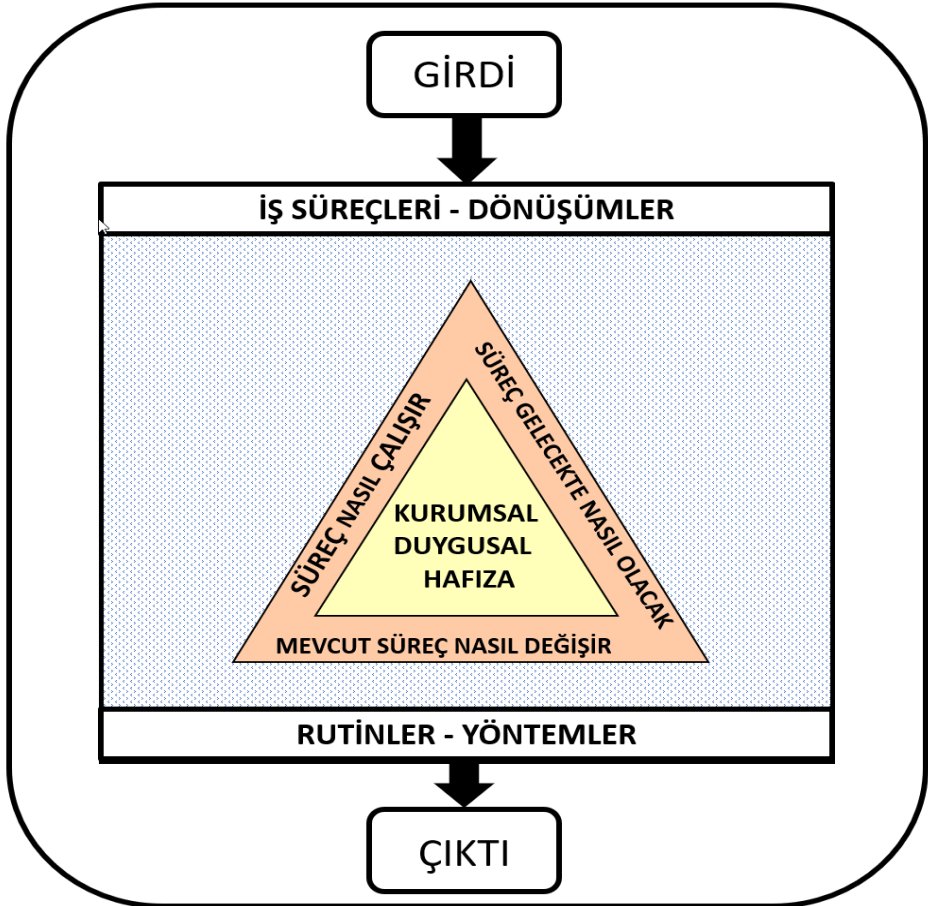 GİRDİ
İŞ SÜREÇLERİ - DÖNÜŞÜMLER
SÜREÇ NASIL ÇALIŞIR
SÜREÇ GELECEKTE NASIL OLACAK
KURUMSAL
DUYGUSAL
HAFIZA
MEVCUT SÜREÇ NASIL DEĞİŞİR
RUTİNLER - YÖNTEMLER
ÇIKTI